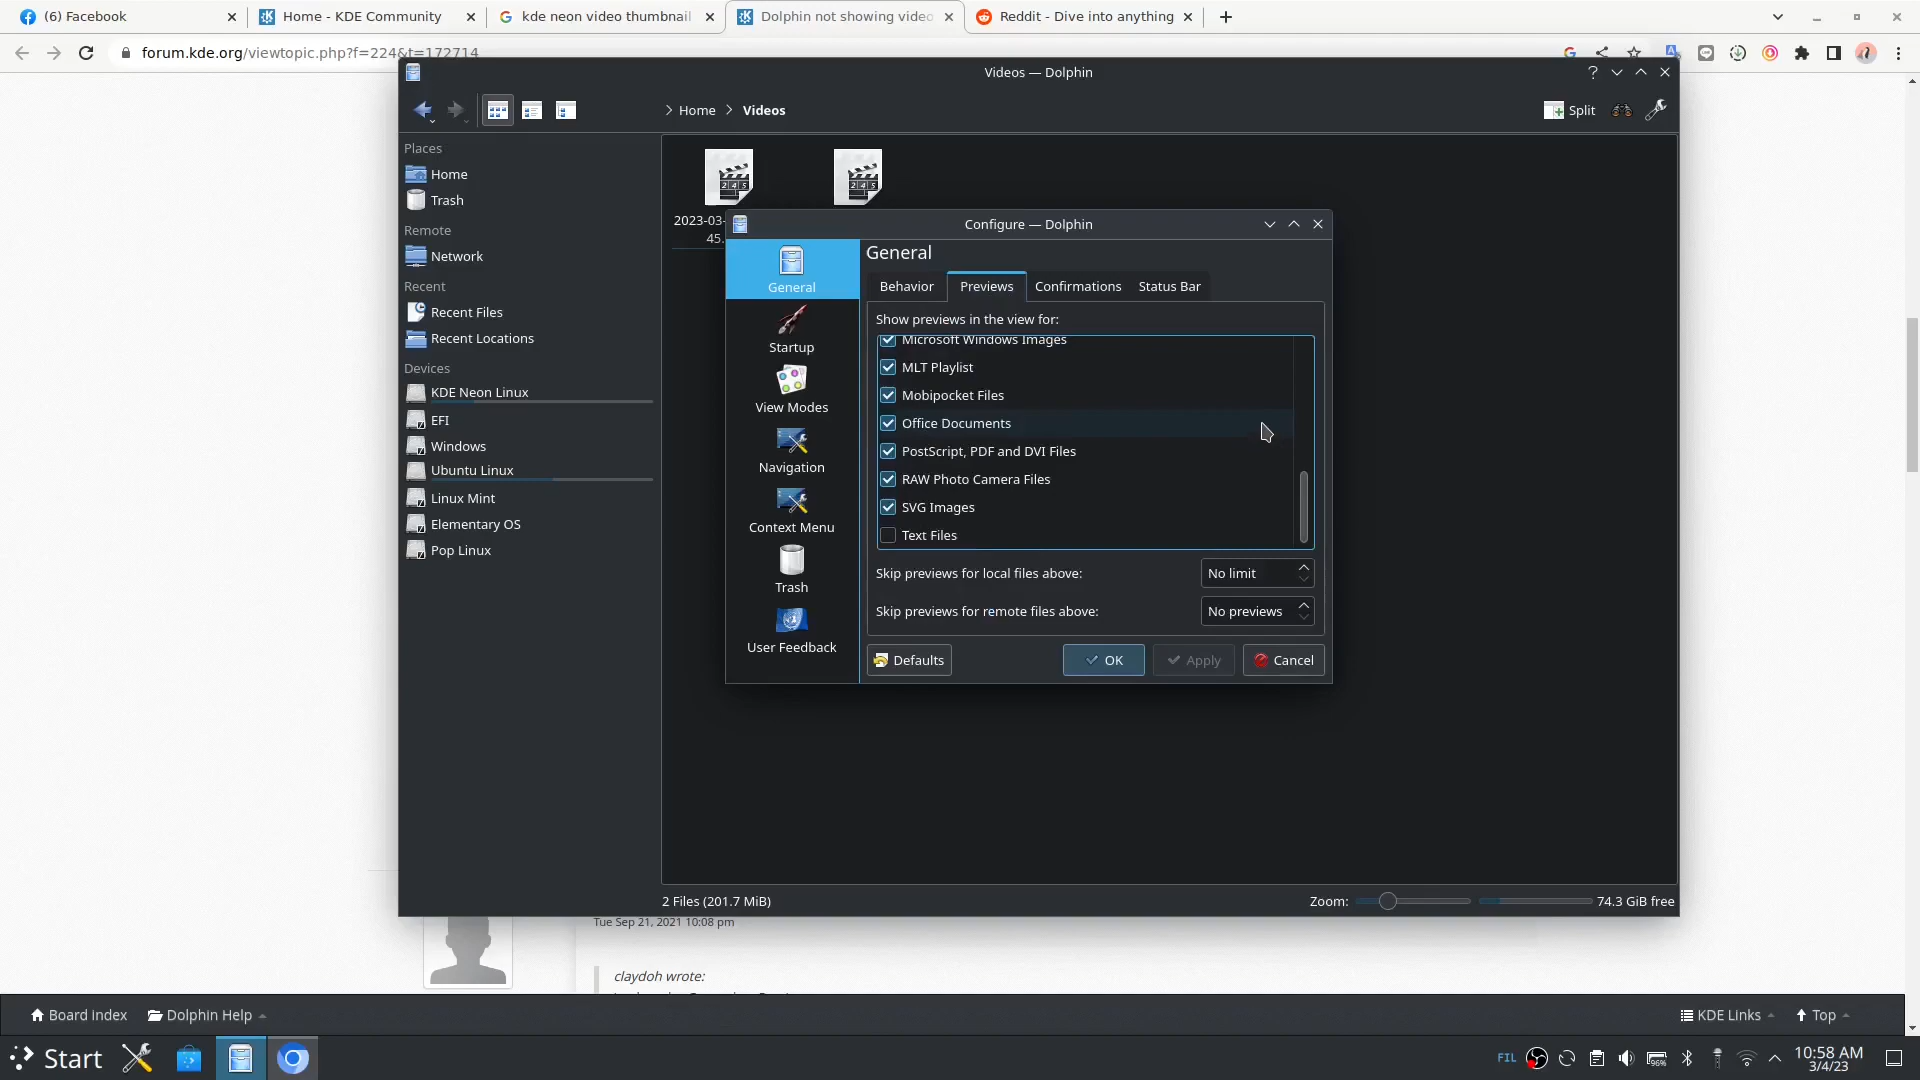 (6) Facebook
Home - KDE Community
kde neon video thumbnail
Dolphin not showing video
Reddit - Dive into anything
forum.kde.org/viewtopic.php?f=224&t=172714
Videos — Dolphin
Home
Videos
Split
Places
Home
Trash
Remote
Network
Recent
Recent Files
Recent Locations
Devices
KDE Neon Linux
EFI
Windows
Ubuntu Linux
Linux Mint
Elementary OS
Pop Linux
2023-03-
45.
Configure — Dolphin
General
Startup
View Modes
Navigation
Context Menu
Trash
User Feedback
General
Behavior
Previews
Confirmations
Status Bar
Show previews in the view for:
Microsoft Windows Images
MLT Playlist
Mobipocket Files
Office Documents
PostScript, PDF and DVI Files
RAW Photo Camera Files
SVG Images
Text Files
Skip previews for local files above:
No limit
Skip previews for remote files above:
No previews
Defaults
OK
Apply
Cancel
2 Files (201.7 MiB)
Zoom:
74.3 GiB free
Tue Sep 21, 2021 10:08 pm
claydoh wrote:
Board index
Dolphin Help
KDE Links
Top
Start
FIL
96%
10:58 AM
3/4/23